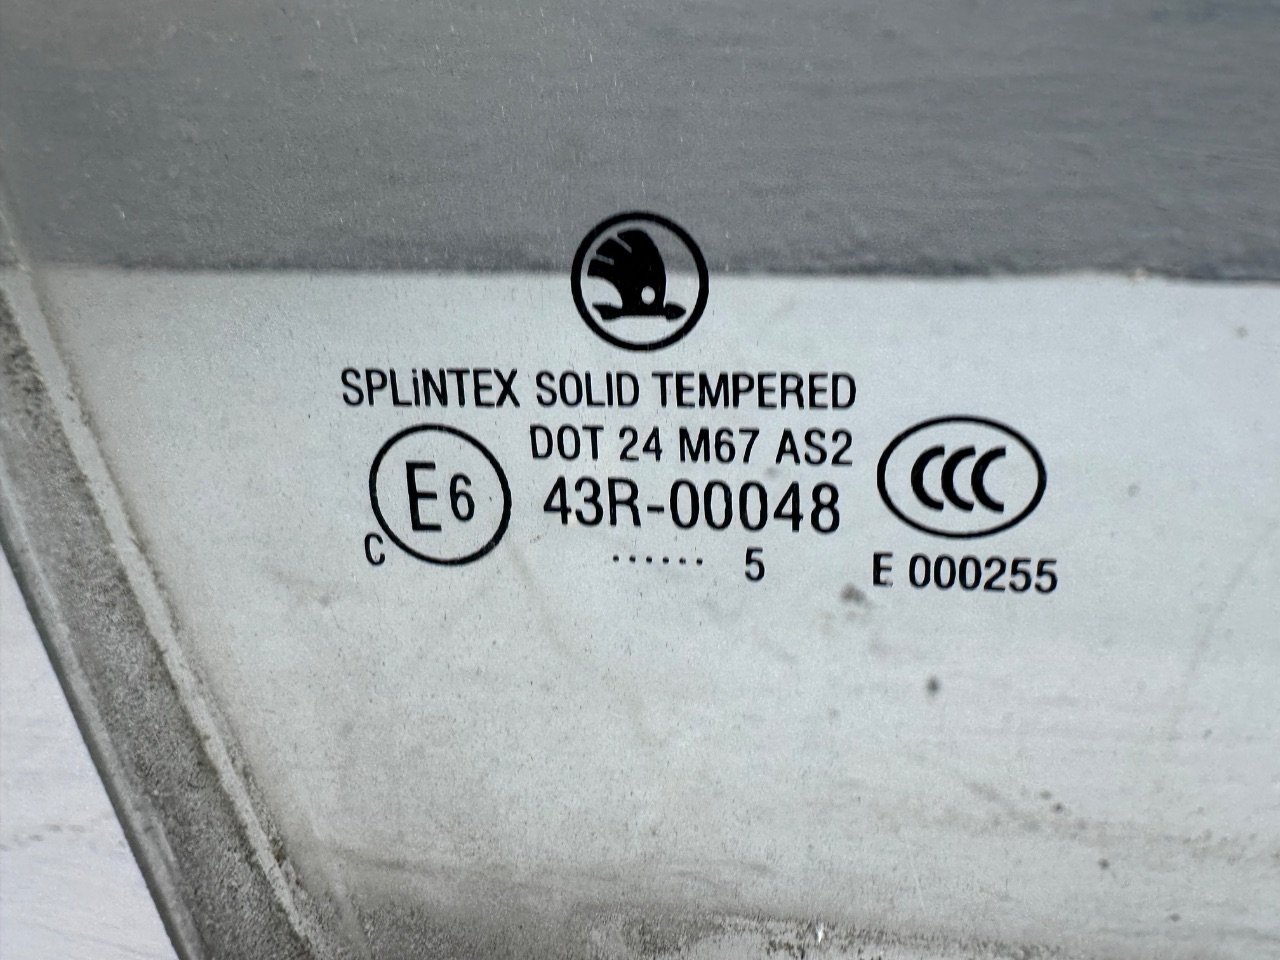 SPLiNTEX SOLID TEMPERED
DOT 24 M67 AS2
E6
43R-00048
CCC
C
...... 5
E 000255